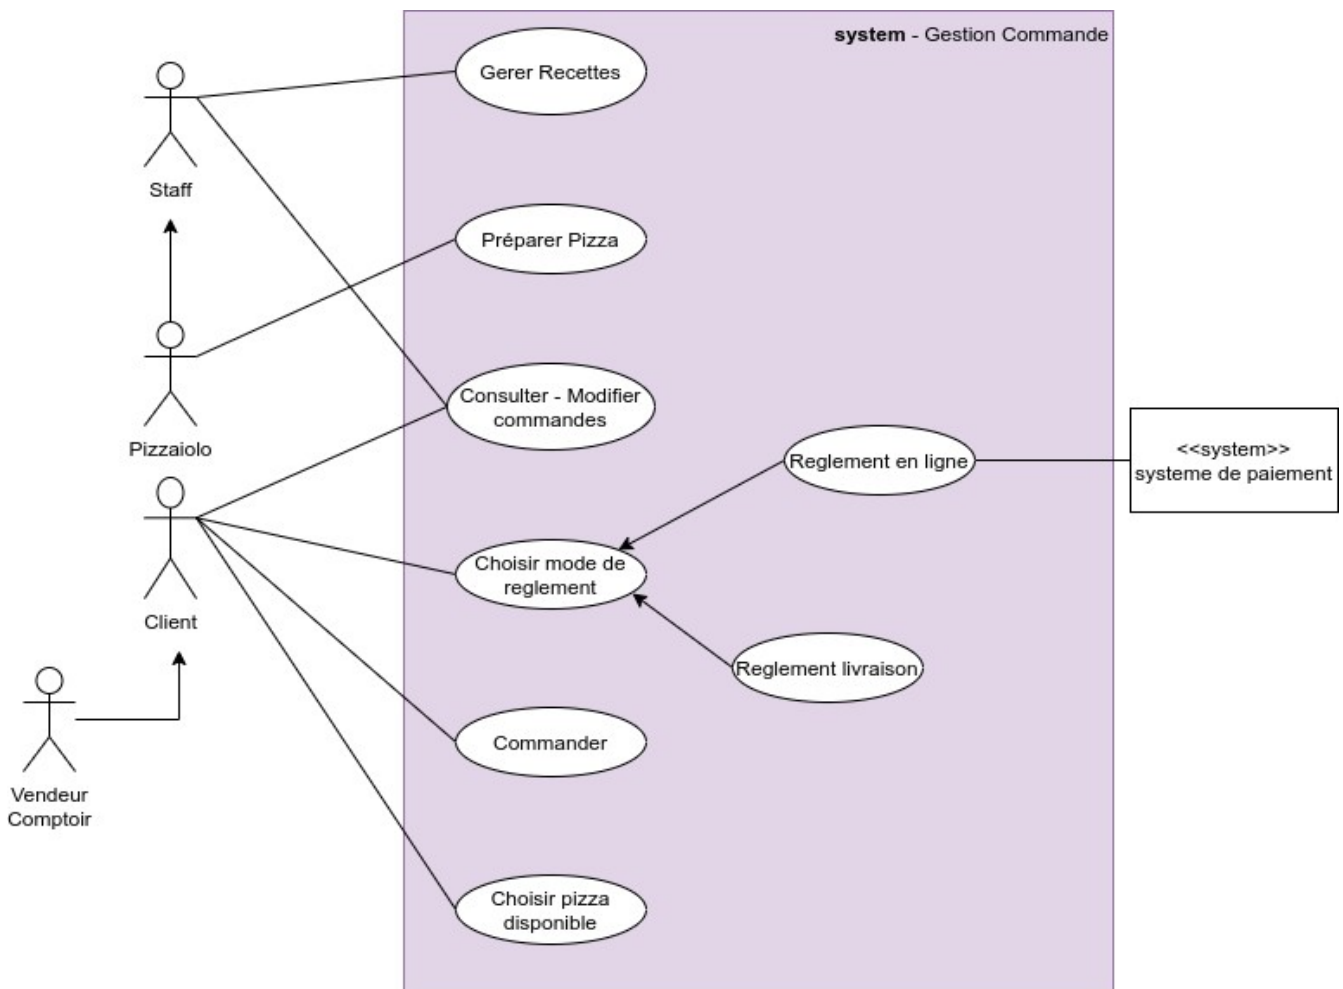 system - Gestion Commande
Gerer Recettes
Staff
Préparer Pizza
Pizzaiolo
Consulter - Modifier
commandes
Reglement en ligne
<<system>>
systeme de paiement
Choisir mode de
reglement
Client
Reglement livraison
Commander
Vendeur
Comptoir
Choisir pizza
disponible